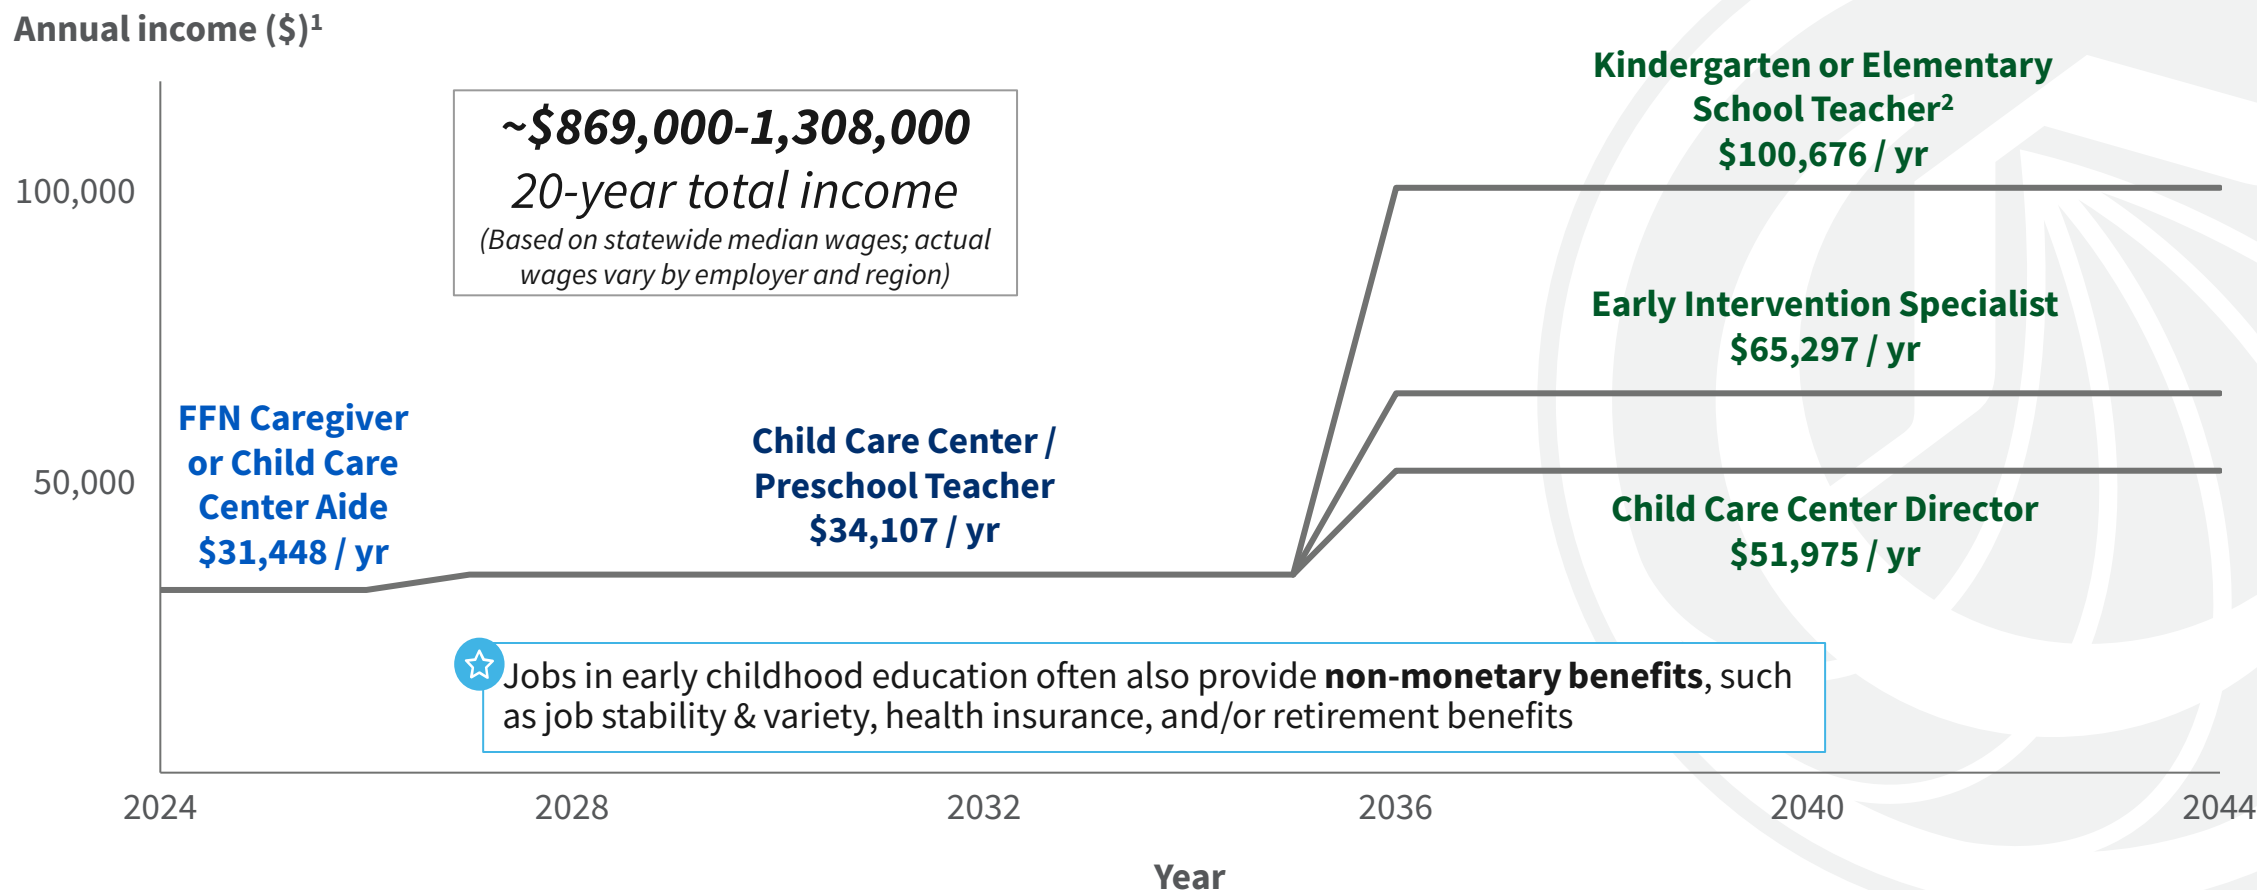 Annual income ($)¹
100,000
50,000
~$869,000-1,308,000
20-year total income
(Based on statewide median wages; actual
wages vary by employer and region)
FFN Caregiver
or Child Care
Center Aide
$31,448 / yr
Child Care Center /
Preschool Teacher
$34,107 / yr
Kindergarten or Elementary
School Teacher²
$100,676 / yr
Early Intervention Specialist
$65,297 / yr
Child Care Center Director
$51,975 / yr
Jobs in early childhood education often also provide non-monetary benefits, such
as job stability & variety, health insurance, and/or retirement benefits
2024
2028
2032
2036
2040
2044
Year